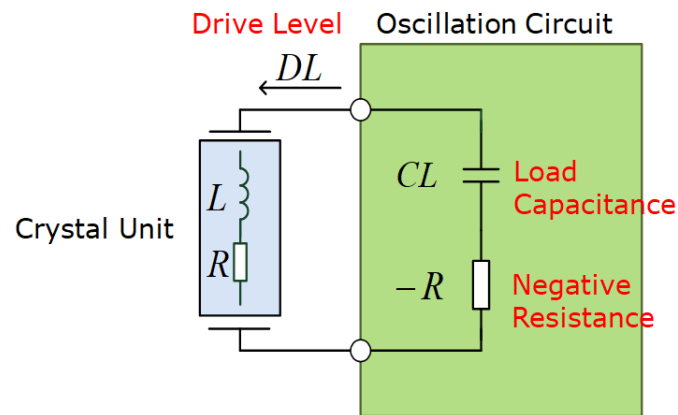 Drive Level
Oscillation Circuit
DL
L
R
Crystal Unit
CL
Load
Capacitance
−R
Negative
Resistance